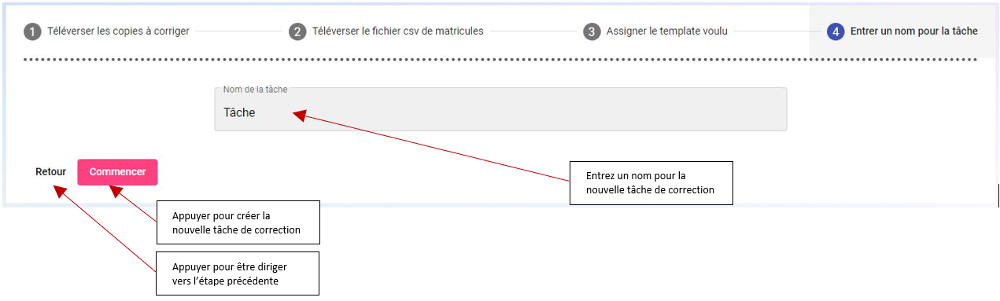 1 Téléverser les copies à corriger 2 Téléverser le fichier csv de matricules 3 Assigner le template voulu 4 Entrer un nom pour la tâche
Nom de la tâche
Tâche
Retour Commencer
Entrez un nom pour la
nouvelle tâche de correction
Appuyer pour créer la
nouvelle tâche de correction
Appuyer pour être diriger
vers l’étape précédente